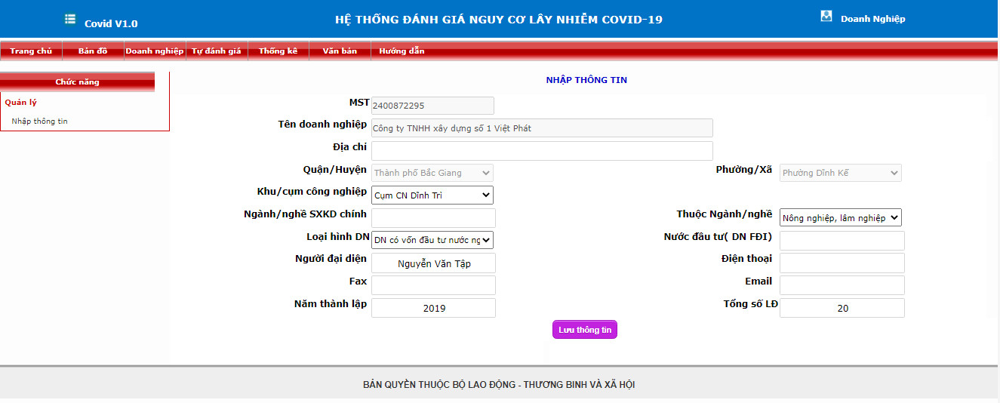 Covid V1.0
HỆ THỐNG ĐÁNH GIÁ NGUY CƠ LÂY NHIỄM COVID-19
Doanh Nghiệp
Trang chủ Bản đồ Doanh nghiệp Tự đánh giá Thống kê Văn bản Hướng dẫn
Chức năng
Quản lý
Nhập thông tin
NHẬP THÔNG TIN
MST 2400872295
Tên doanh nghiệp Công ty TNHH xây dựng số 1 Việt Phát
Địa chỉ
Quận/Huyện Thành phố Bắc Giang Phường/Xã Phường Dĩnh Kế
Khu/cụm công nghiệp Cụm CN Dĩnh Trì
Ngành/nghề SXKD chính Thuộc Ngành/nghề Nông nghiệp, lâm nghiệp
Loại hình DN DN có vốn đầu tư nước ng Nước đầu tư( DN FĐI)
Người đại diện Nguyễn Văn Tập Điện thoại
Fax Email
Năm thành lập 2019 Tổng số LĐ 20
Lưu thông tin
BẢN QUYỀN THUỘC BỘ LAO ĐỘNG - THƯƠNG BINH VÀ XÃ HỘI